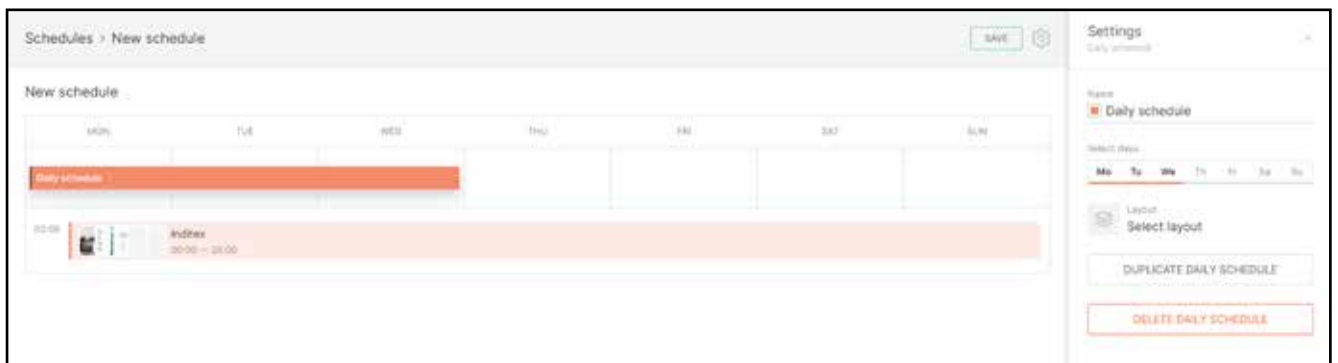 Schedules > New schedule
SAVE
New schedule
MON TUE WED THU FRI SAT SUN
Daily schedule
Inditex
Settings
Daily schedule
Name
Daily schedule
Select days
Mo Tu We Th Fr Sa Su
Layout
Select layout
DUPLICATE DAILY SCHEDULE
DELETE DAILY SCHEDULE